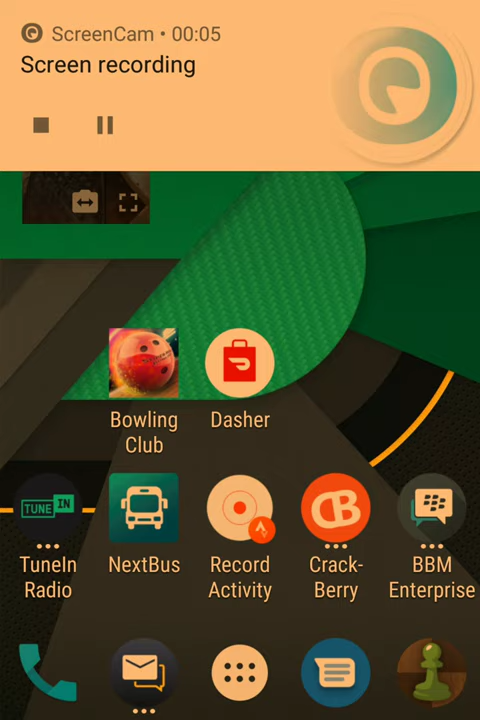 ScreenCam • 00:05
Screen recording
Bowling
Club
Dasher
TUNE IN
TuneIn
Radio
NextBus
Record
Activity
CB
Crack-
Berry
BBM
Enterprise